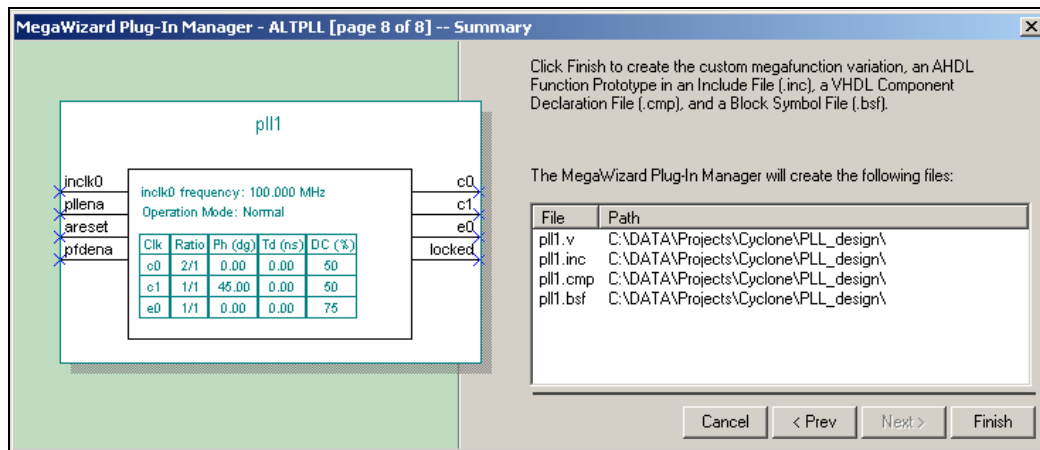 MegaWizard Plug-In Manager - ALTPLL [page 8 of 8] -- Summary
Click Finish to create the custom megafunction variation, an AHDL
Function Prototype in an Include File (.inc), a VHDL Component
Declaration File (.cmp), and a Block Symbol File (.bsf).
pll1
inclk0
pllena
areset
pfdena
inclk0 frequency: 100.000 MHz
Operation Mode: Normal
Clk Ratio Ph (dg) Td (ns) DC (%)
c0 2/1 0.00 0.00 50
c1 1/1 45.00 0.00 50
e0 1/1 0.00 0.00 75
c0
c1
e0
locked
The MegaWizard Plug-In Manager will create the following files:
File Path
pll1.v C:\DATA\Projects\Cyclone\PLL_design\
pll1.inc C:\DATA\Projects\Cyclone\PLL_design\
pll1.cmp C:\DATA\Projects\Cyclone\PLL_design\
pll1.bsf C:\DATA\Projects\Cyclone\PLL_design\
Cancel < Prev Next > Finish